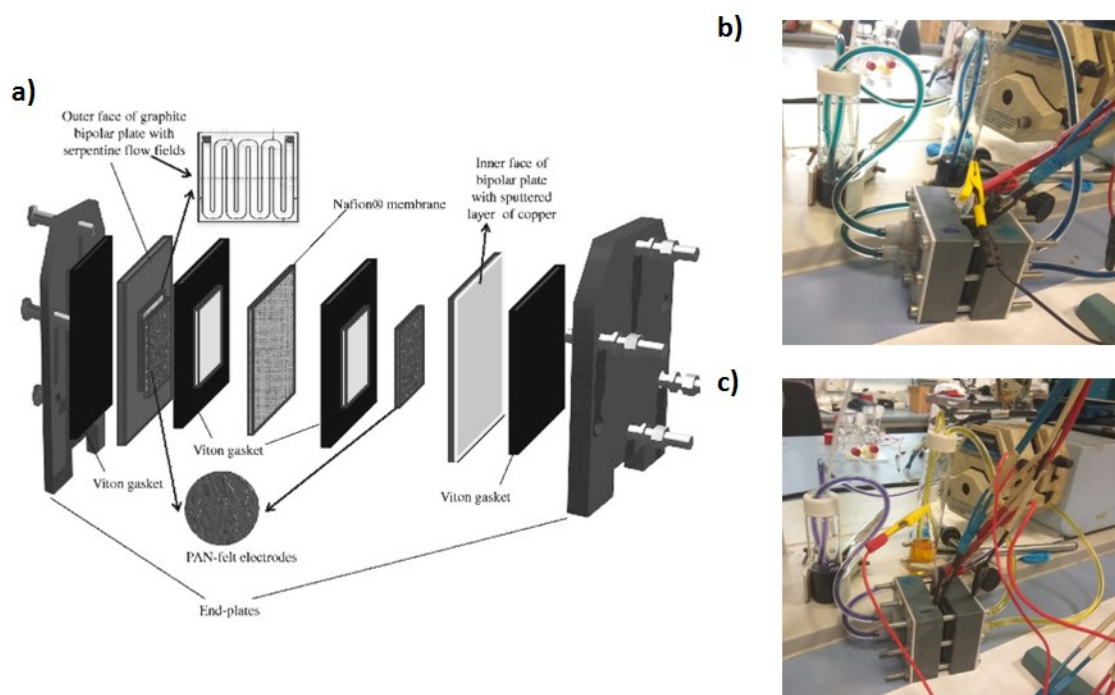 a)
Outer face of graphite
bipolar plate with
serpentine flow fields
Nafion® membrane
Inner face of
bipolar plate
with sputtered
layer of copper
Viton gasket
Viton gasket
Viton gasket
PAN-felt electrodes
End-plates
b)
c)